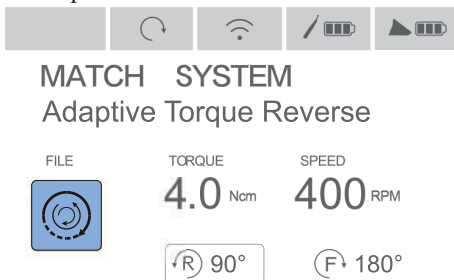 MATCH SYSTEM
Adaptive Torque Reverse
FILE TORQUE SPEED
4.0 Ncm 400 RPM
R 90° F 180°